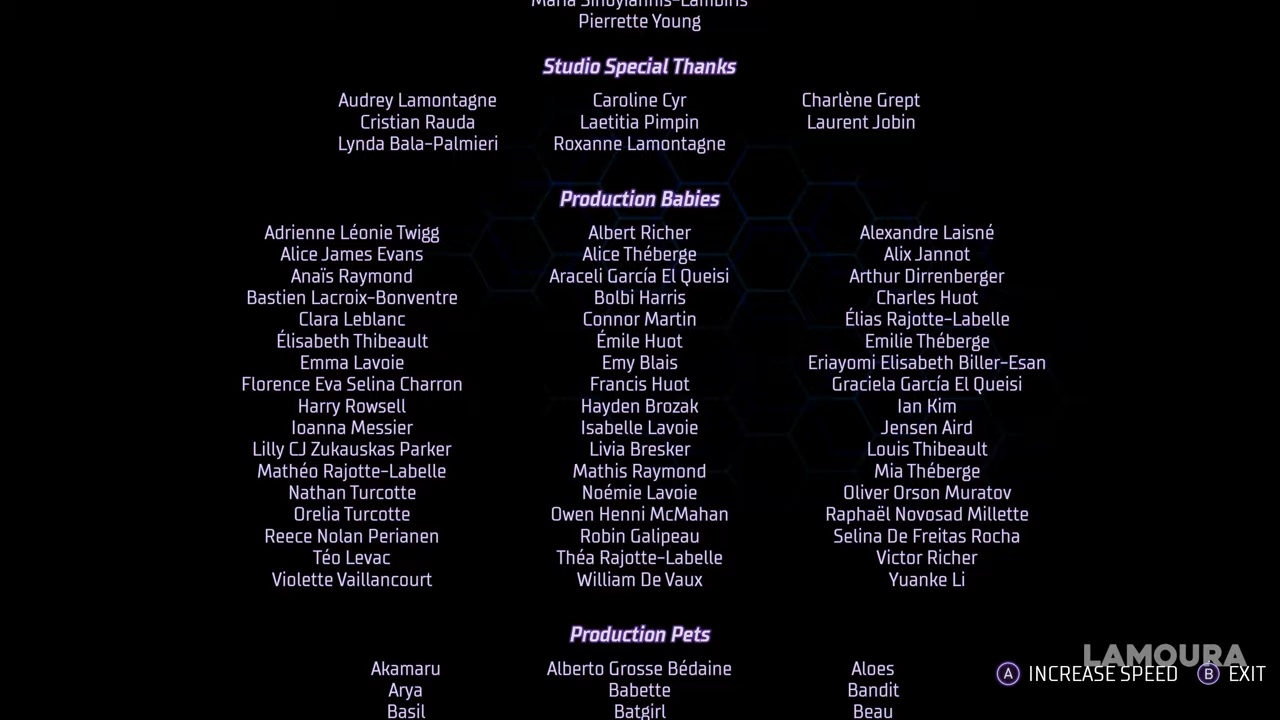 Maria Sinoyiannis-Lambiris
Pierrette Young
Studio Special Thanks
Audrey Lamontagne Caroline Cyr Charlène Grept
Cristian Rauda Laetitia Pimpin Laurent Jobin
Lynda Bala-Palmieri Roxanne Lamontagne
Production Babies
Adrienne Léonie Twigg Albert Richer Alexandre Laisné
Alice James Evans Alice Théberge Alix Jannot
Anaïs Raymond Araceli García El Queisi Arthur Dirrenberger
Bastien Lacroix-Bonventre Bolbi Harris Charles Huot
Clara Leblanc Connor Martin Élias Rajotte-Labelle
Élisabeth Thibeault Émile Huot Emilie Théberge
Emma Lavoie Emy Blais Eriayomi Elisabeth Biller-Esan
Florence Eva Selina Charron Francis Huot Graciela García El Queisi
Harry Rowsell Hayden Brozak Ian Kim
Ioanna Messier Isabelle Lavoie Jensen Aird
Lilly CJ Zukauskas Parker Livia Bresker Louis Thibeault
Mathéo Rajotte-Labelle Mathis Raymond Mia Théberge
Nathan Turcotte Noémie Lavoie Oliver Orson Muratov
Orelia Turcotte Owen Henni McMahan Raphaël Novosad Millette
Reece Nolan Perianen Robin Galipeau Selina De Freitas Rocha
Téo Levac Théa Rajotte-Labelle Victor Richer
Violette Vaillancourt William De Vaux Yuanke Li
Production Pets
Akamaru Alberto Grosse Bédaine Aloes
Arya Babette Bandit
Basil Batgirl Beau
LAMOURA
A INCREASE SPEED B EXIT